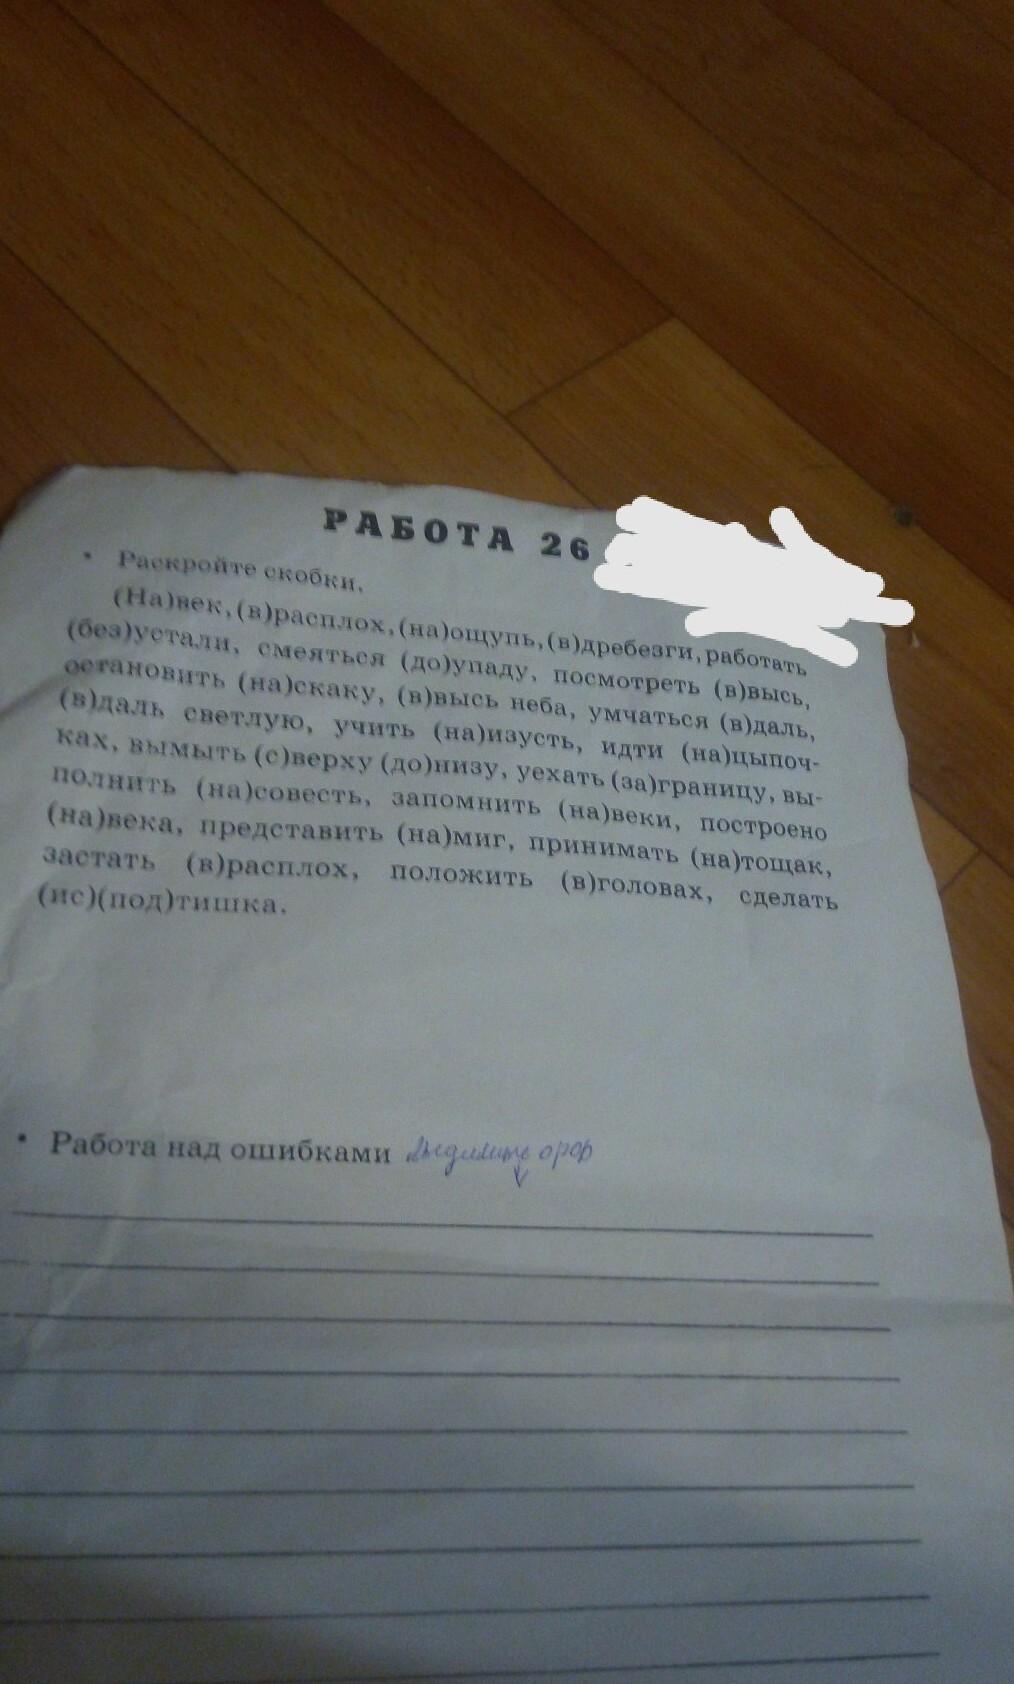 РАБОТА 26
• Раскройте скобки.
(На)век, (в)расплох, (на)ощупь, (в)дребезги, работать
(без)устали, смеяться (до)упаду, посмотреть (в)высь,
остановить (на)скаку, (в)высь неба, умчаться (в)даль,
(в)даль светлую, учить (на)изусть, идти (на)цыпоч-
ках, вымыть (с)верху (до)низу, уехать (за)границу, вы-
полнить (на)совесть, запомнить (на)веки, построено
(на)века, представить (на)миг, принимать (на)тощак,
застать (в)расплох, положить (в)головах, сделать
(ис)(под)тишка.
• Работа над ошибками орф